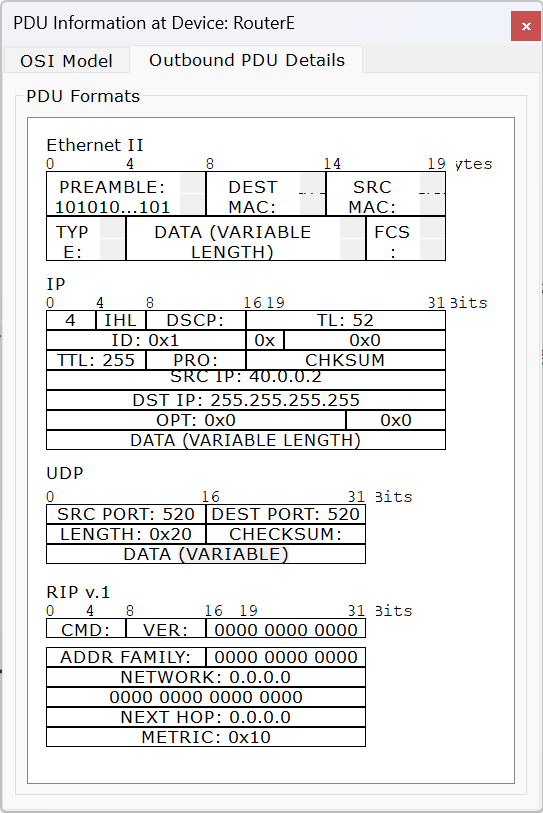 PDU Information at Device: RouterE
OSI Model Outbound PDU Details
PDU Formats
Ethernet II
0 4 8 14 19 ytes
PREAMBLE: DEST SRC
101010...101 MAC: MAC:
TYP DATA (VARIABLE FCS
E: LENGTH) :
IP
0 4 8 16 19 31 Bits
4 IHL DSCP: TL: 52
ID: 0x1 0x 0x0
TTL: 255 PRO: CHKSUM
SRC IP: 40.0.0.2
DST IP: 255.255.255.255
OPT: 0x0 0x0
DATA (VARIABLE LENGTH)
UDP
0 16 31 Bits
SRC PORT: 520 DEST PORT: 520
LENGTH: 0x20 CHECKSUM:
DATA (VARIABLE)
RIP v.1
0 4 8 16 19 31 Bits
CMD: VER: 0000 0000 0000
ADDR FAMILY: 0000 0000 0000
NETWORK: 0.0.0.0
0000 0000 0000 0000
NEXT HOP: 0.0.0.0
METRIC: 0x10